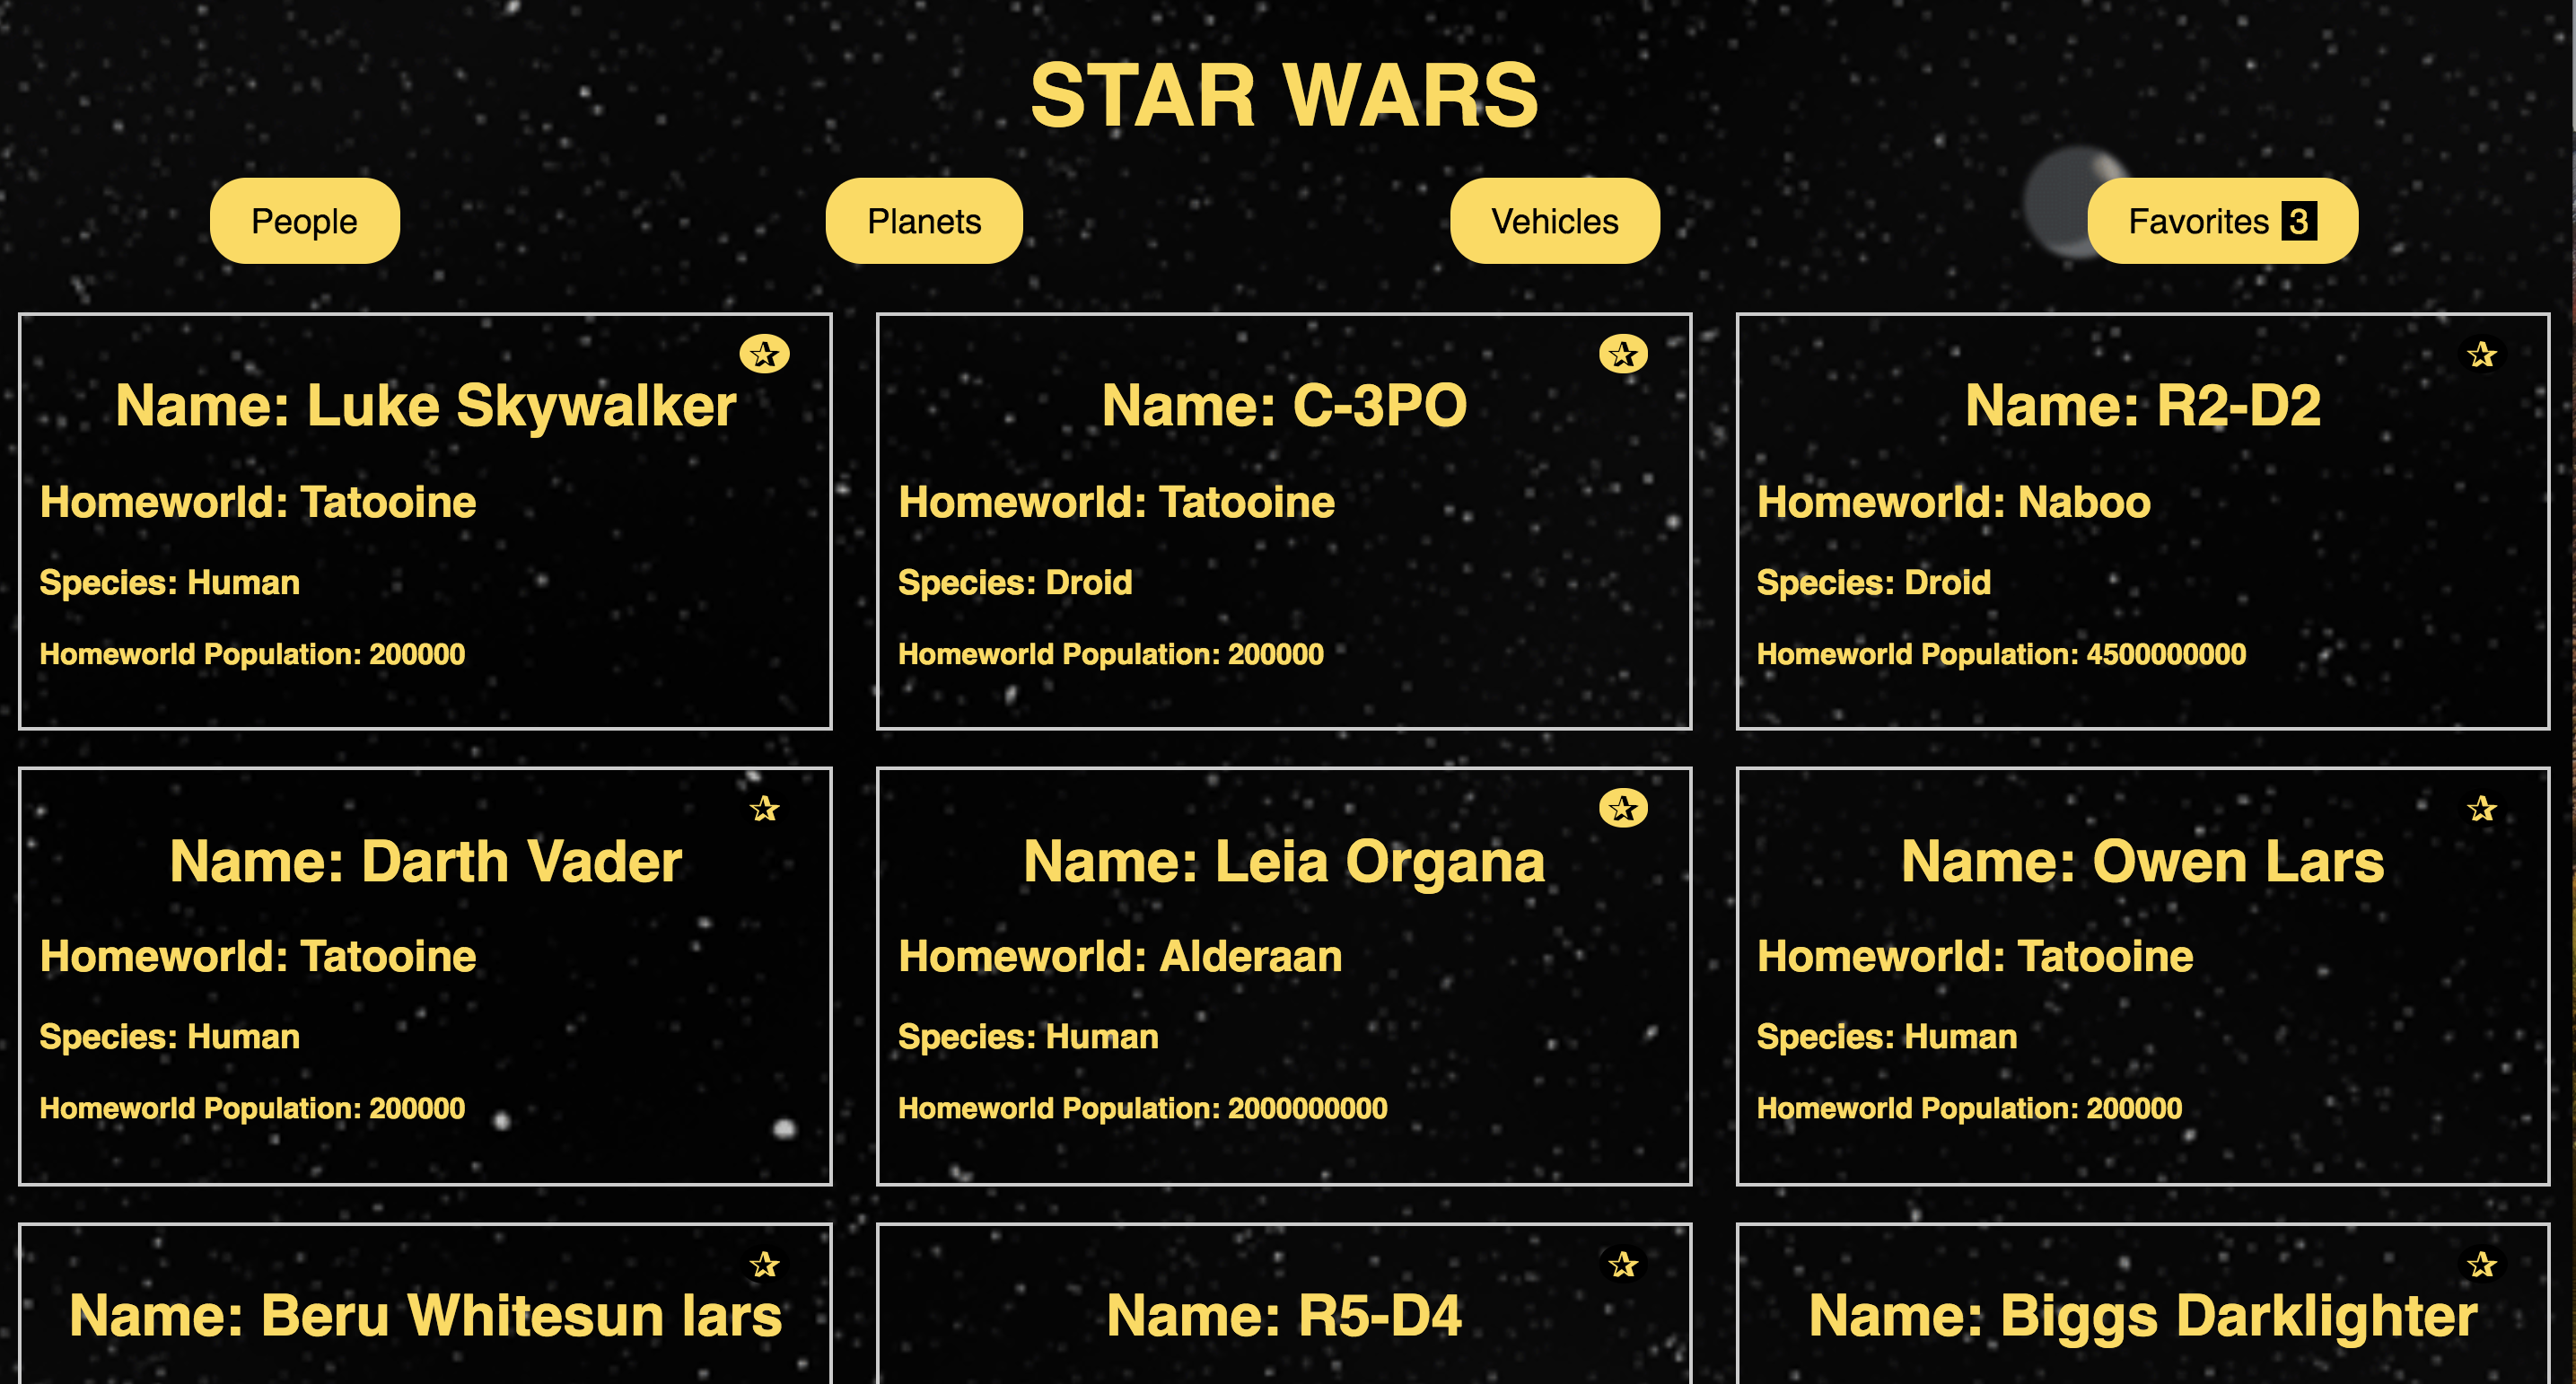 STAR WARS
People
Planets
Vehicles
Favorites 3
Name: Luke Skywalker
Homeworld: Tatooine
Species: Human
Homeworld Population: 200000
Name: C-3PO
Homeworld: Tatooine
Species: Droid
Homeworld Population: 200000
Name: R2-D2
Homeworld: Naboo
Species: Droid
Homeworld Population: 4500000000
Name: Darth Vader
Homeworld: Tatooine
Species: Human
Homeworld Population: 200000
Name: Leia Organa
Homeworld: Alderaan
Species: Human
Homeworld Population: 2000000000
Name: Owen Lars
Homeworld: Tatooine
Species: Human
Homeworld Population: 200000
Name: Beru Whitesun lars
Name: R5-D4
Name: Biggs Darklighter